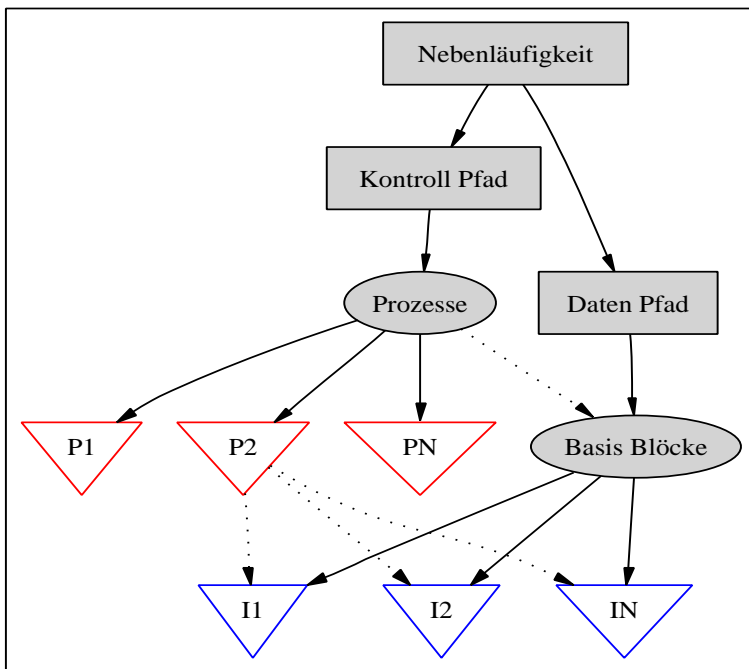 Nebenläufigkeit
Kontroll Pfad
Prozesse
Daten Pfad
P1
P2
PN
Basis Blöcke
I1
I2
IN